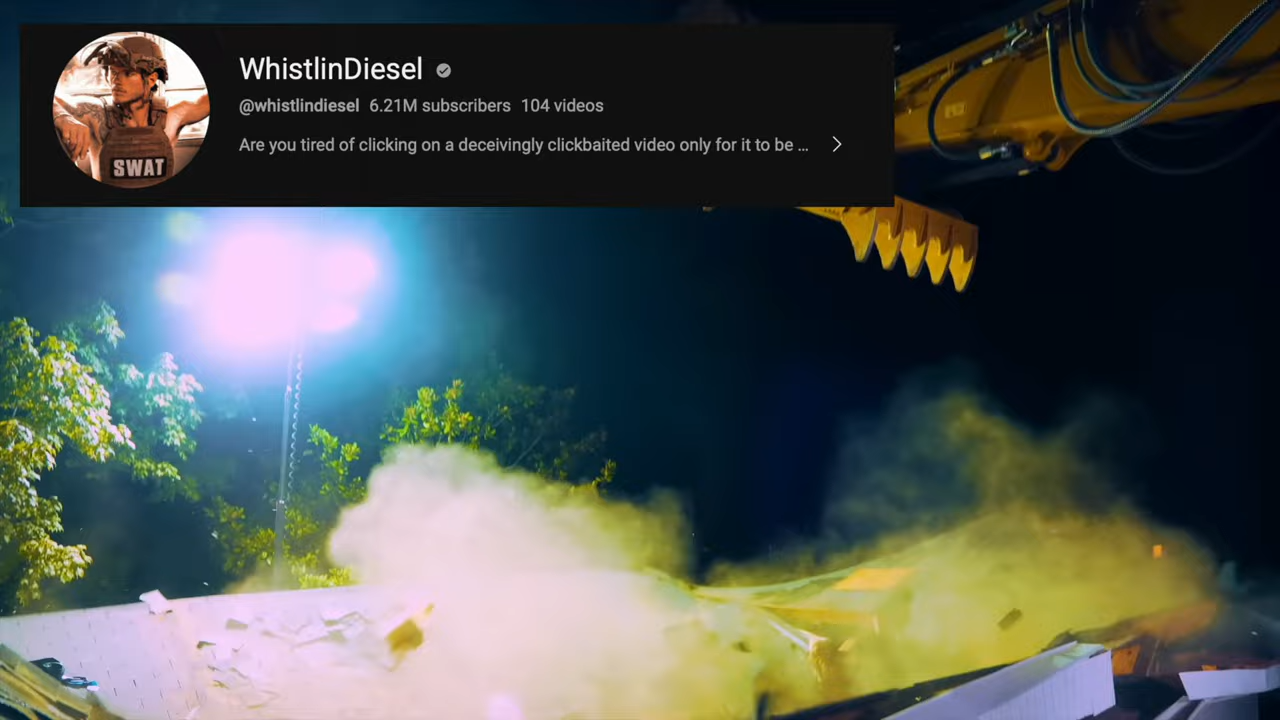 WhistlinDiesel
@whistlindiesel 6.21M subscribers 104 videos
Are you tired of clicking on a deceivingly clickbaited video only for it to be ...
SWAT